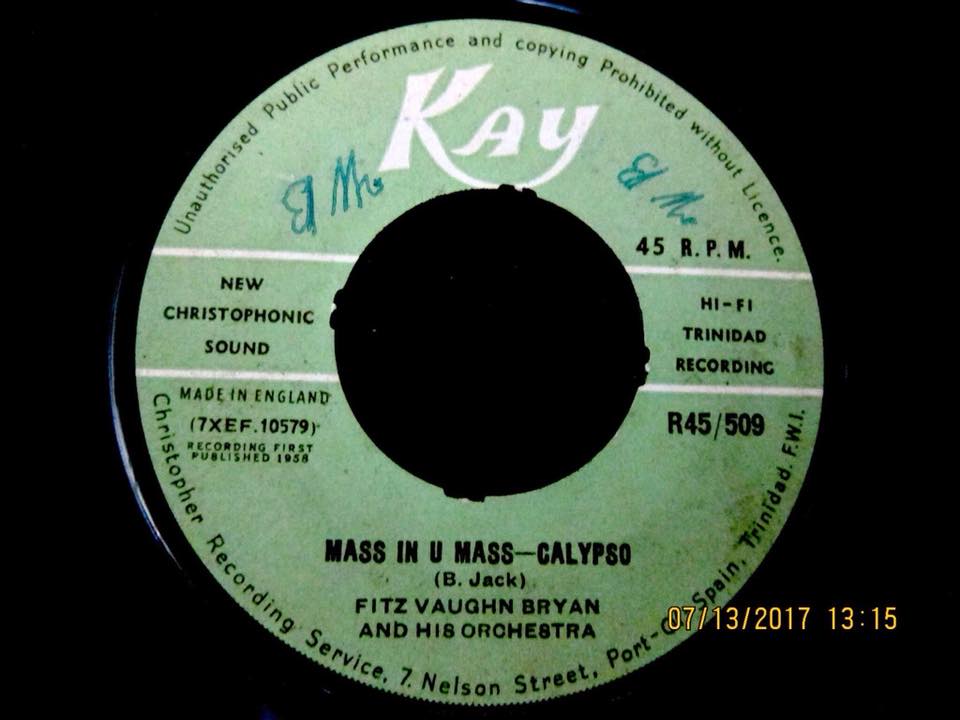 Unauthorised Public Performance and copying Prohibited without Licence.
Kay
45 R.P.M.
NEW
CHRISTOPHONIC
SOUND
HI-FI
TRINIDAD
RECORDING
MADE IN ENGLAND
(7XEF.10579)
RECORDING FIRST
PUBLISHED 1958
R45/509
MASS IN U MASS—CALYPSO
(B. Jack)
FITZ VAUGHN BRYAN
AND HIS ORCHESTRA
Christopher Recording Service, 7. Nelson Street, Port-o Spain, Trinidad. F.W.I.
07/13/2017 13:15